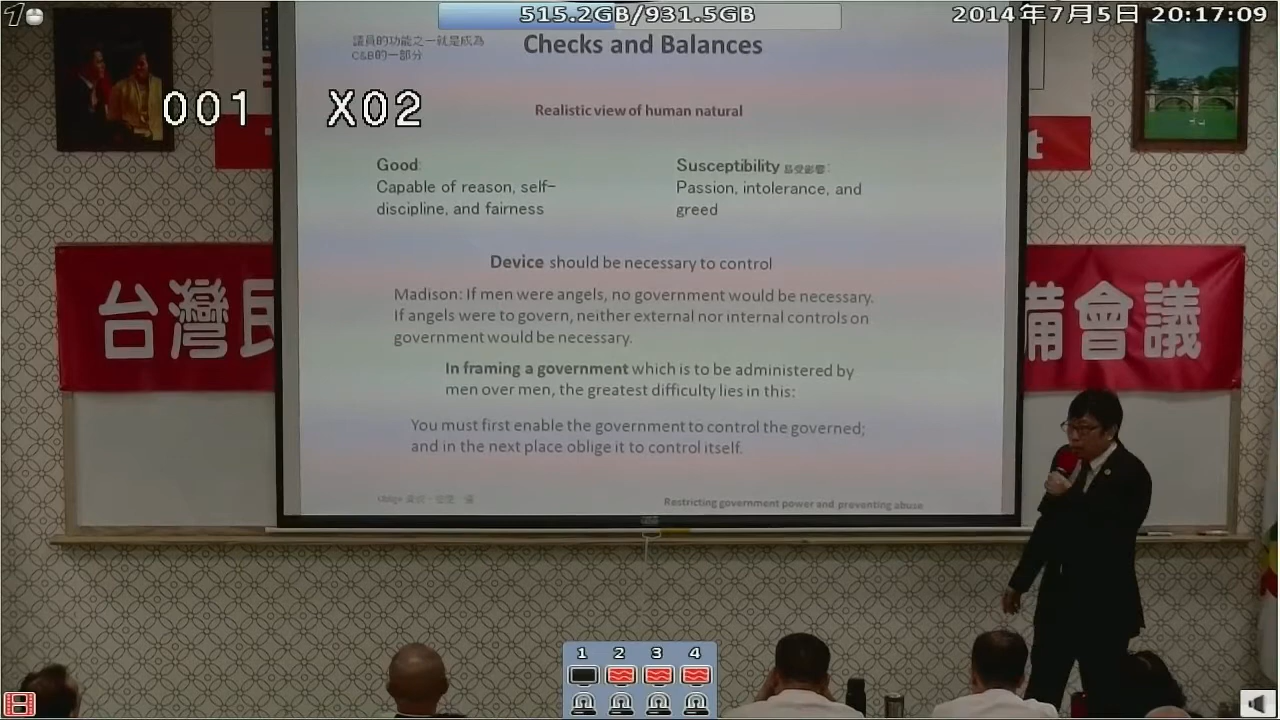 515.2GB/931.5GB
2014年7月5日 20:17:09
議員的功能之一就是成為
C&B的一部分
Checks and Balances
001 X02
Realistic view of human natural
Good:
Capable of reason, self-
discipline, and fairness
Susceptibility 易受影響:
Passion, intolerance, and
greed
t
Device should be necessary to control
台灣民
備會議
Madison: If men were angels, no government would be necessary.
If angels were to govern, neither external nor internal controls on
government would be necessary.
In framing a government which is to be administered by
men over men, the greatest difficulty lies in this:
You must first enable the government to control the governed;
and in the next place oblige it to control itself.
Restricting government power and preventing abuse
1 2 3 4